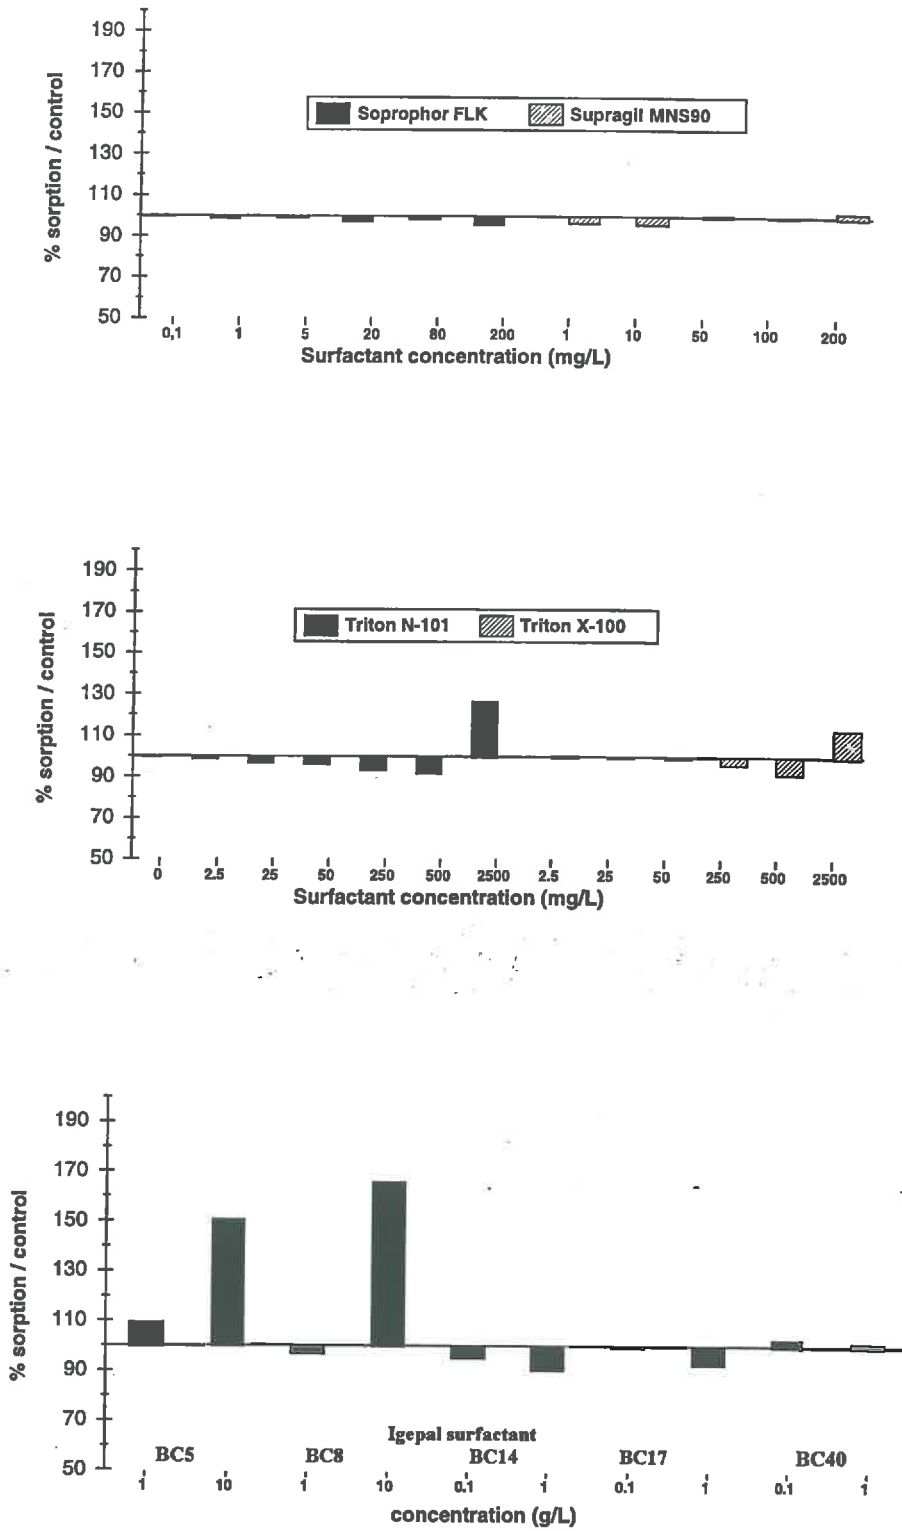 190
170
150
130
110
90
70
50
% sorption / control
Soprophor FLK Supragil MNS90
0,1 1 5 20 80 200 1 10 50 100 200
Surfactant concentration (mg/L)
190
170
150
130
110
90
70
50
% sorption / control
Triton N-101 Triton X-100
0 2.5 25 50 250 500 2500 2.5 25 50 250 500 2500
Surfactant concentration (mg/L)
190
170
150
130
110
90
70
50
% sorption / control
Igepal surfactant
BC5 BC8 BC14 BC17 BC40
1 10 1 10 0.1 1 0.1 1 0.1 1
concentration (g/L)